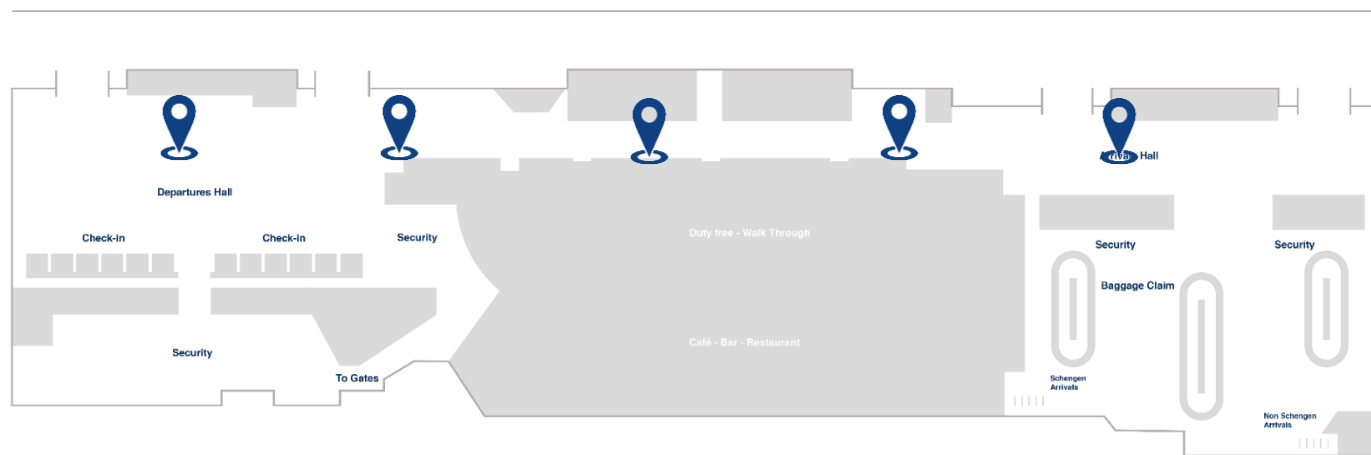 Arrivals Hall
Departures Hall
Check-in
Check-in
Security
Duty free - Walk Through
Security
Security
Baggage Claim
Café - Bar - Restaurant
Security
To Gates
Schengen
Arrivals
Non Schengen
Arrivals